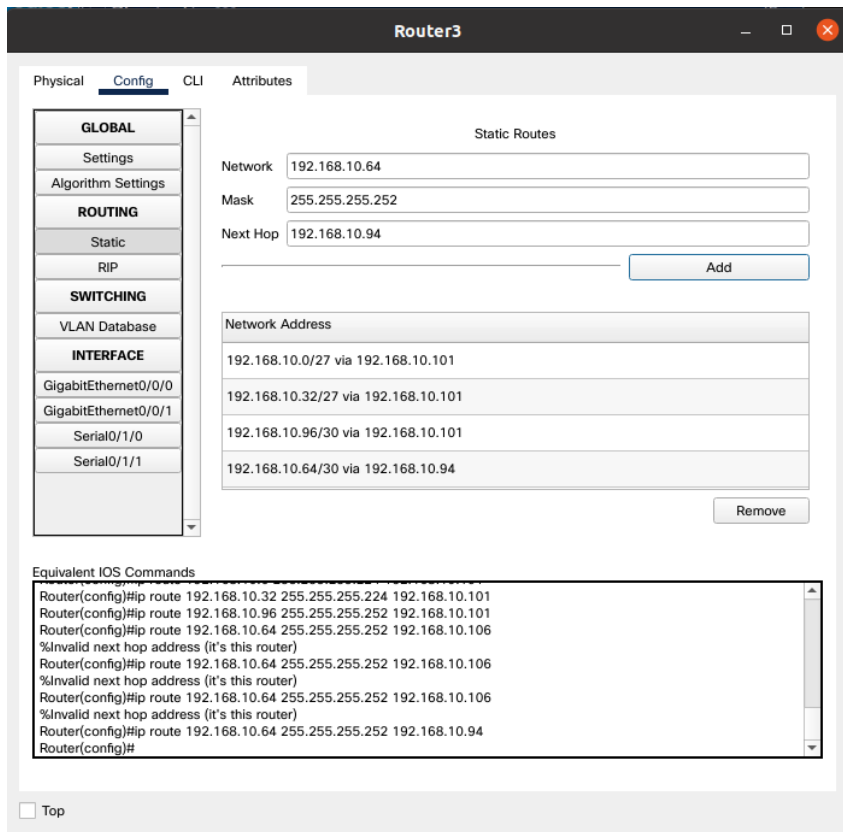 Router3
Physical Config CLI Attributes
GLOBAL
Settings
Algorithm Settings
ROUTING
Static
RIP
SWITCHING
VLAN Database
INTERFACE
GigabitEthernet0/0/0
GigabitEthernet0/0/1
Serial0/1/0
Serial0/1/1
Static Routes
Network 192.168.10.64
Mask 255.255.255.252
Next Hop 192.168.10.94
Add
Network Address
192.168.10.0/27 via 192.168.10.101
192.168.10.32/27 via 192.168.10.101
192.168.10.96/30 via 192.168.10.101
192.168.10.64/30 via 192.168.10.94
Remove
Equivalent IOS Commands
Router(config)#ip route 192.168.10.32 255.255.255.224 192.168.10.101
Router(config)#ip route 192.168.10.96 255.255.255.252 192.168.10.101
Router(config)#ip route 192.168.10.64 255.255.255.252 192.168.10.106
%Invalid next hop address (it's this router)
Router(config)#ip route 192.168.10.64 255.255.255.252 192.168.10.106
%Invalid next hop address (it's this router)
Router(config)#ip route 192.168.10.64 255.255.255.252 192.168.10.106
%Invalid next hop address (it's this router)
Router(config)#ip route 192.168.10.64 255.255.255.252 192.168.10.94
Router(config)#
Top